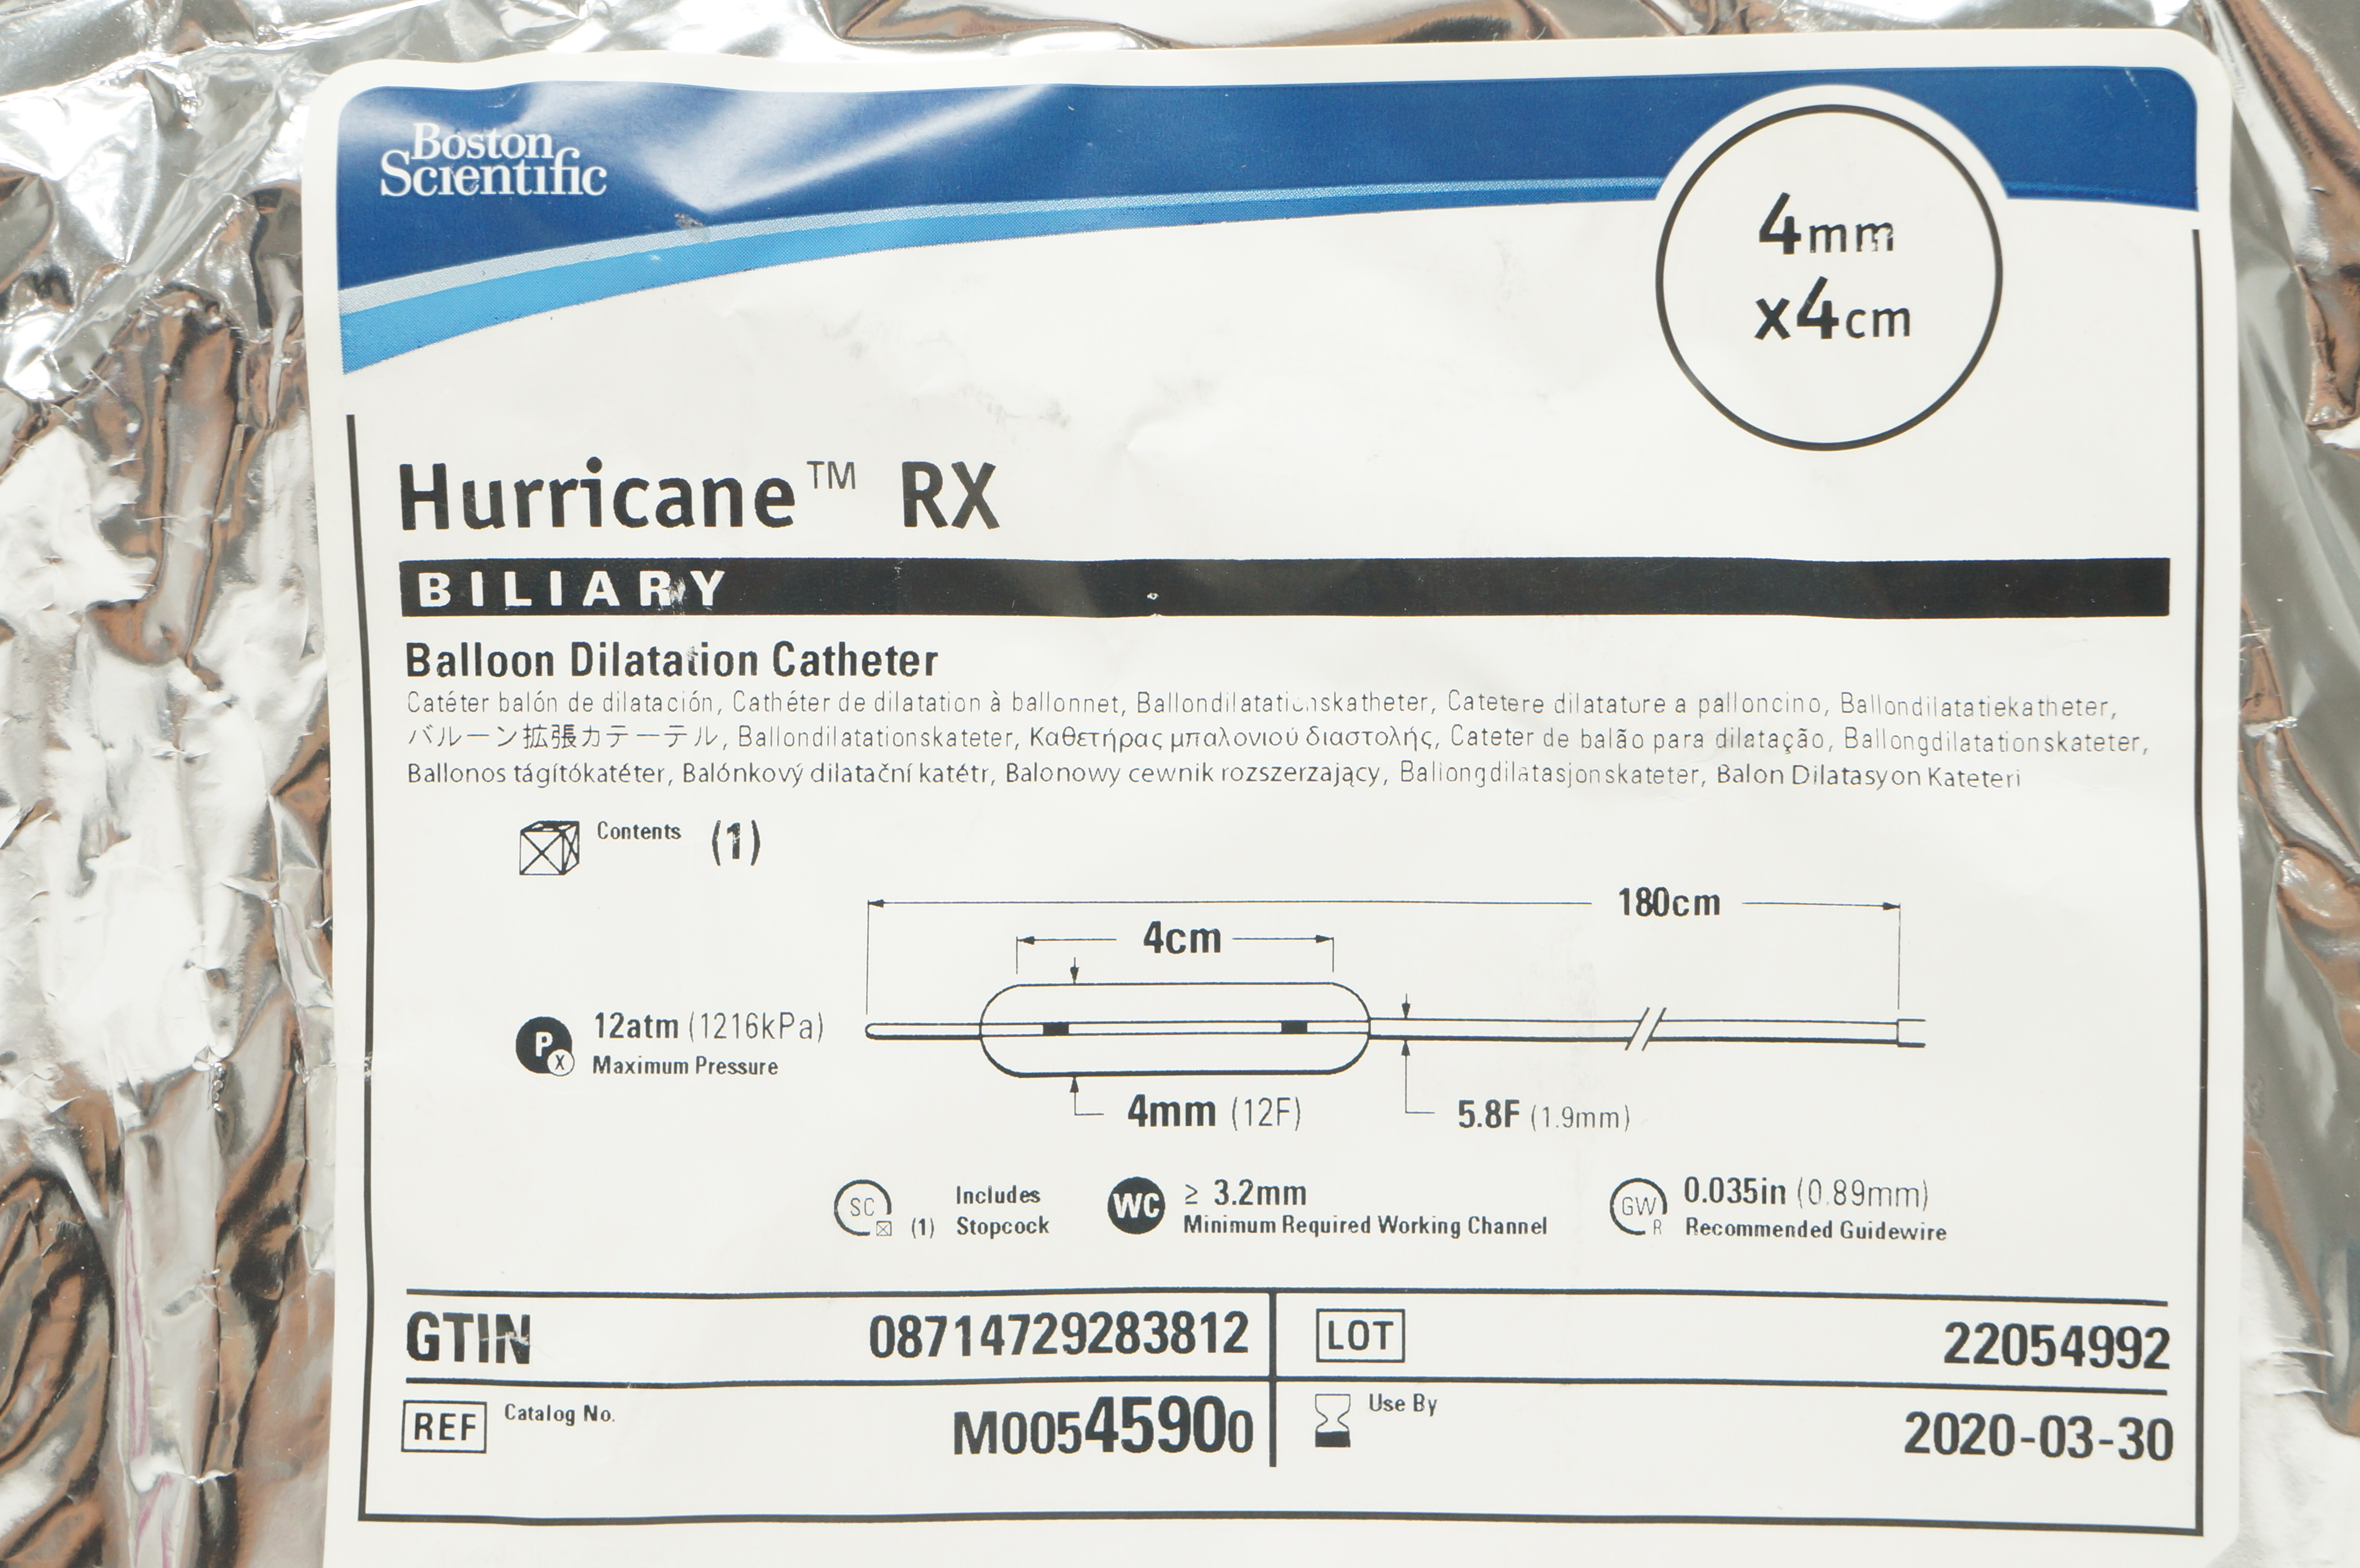 Boston
Scientific
4mm
x4cm
Hurricane™ RX
BILIARY
Balloon Dilatation Catheter
Catéter balón de dilatación, Cathéter de dilatation à ballonnet, Ballondilatationskatheter, Catetere dilatatore a palloncino, Ballondilatatiekatheter,
バルーン拡張カテーテル, Ballondilatationskateter, Καθετήρας μπαλονιού διαστολής, Cateter de balão para dilatação, Ballongdilatationskateter,
Ballonos tágítókatéter, Balónkový dilatační katétr, Balonowy cewnik rozszerzający, Ballongdilatasjonskateter, Balon Dilatasyon Kateteri
Contents (1)
180cm
4cm
P X 12atm (1216kPa)
Maximum Pressure
4mm (12F)
5.8F (1.9mm)
SC (1) Includes
Stopcock
WC ≥ 3.2mm
Minimum Required Working Channel
GW R 0.035in (0.89mm)
Recommended Guidewire
GTIN 08714729283812
LOT 22054992
REF Catalog No. M00545900
Use By 2020-03-30